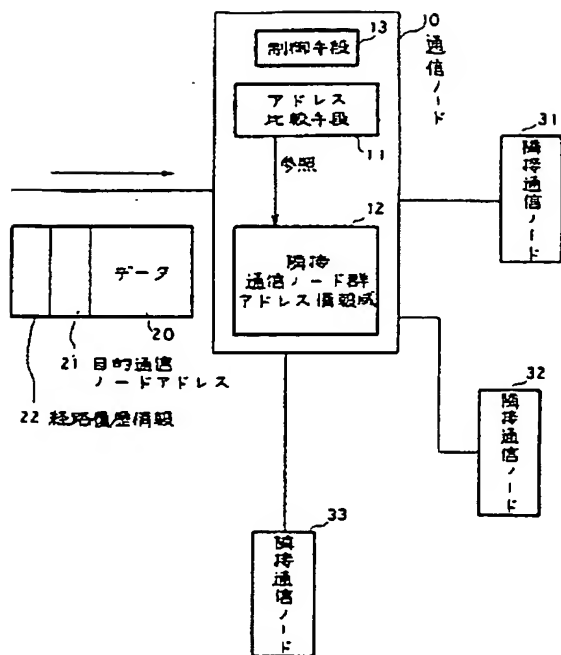 13
制御手段
10
通信ノード
アドレス
比較手段
11
参照
12
隣接
通信ノード群
アドレス情報域
31
隣接通信ノード
32
隣接通信ノード
33
隣接通信ノード
データ
20
21 目的通信
ノードアドレス
22 経路履歴情報